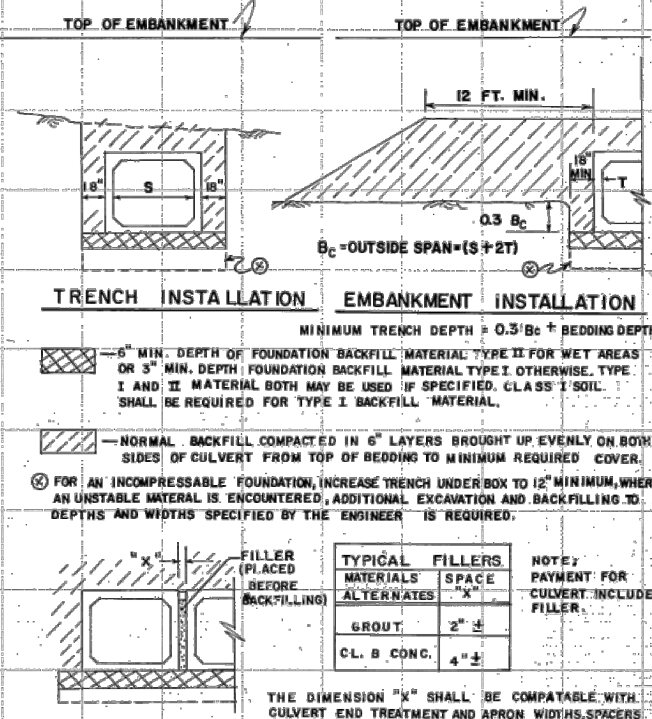 TOP OF EMBANKMENT
TOP OF EMBANKMENT
12 FT. MIN.
18"
S
18"
18"
MIN.
T
0.3 BC
BC = OUTSIDE SPAN = (S + 2T)
TRENCH INSTALLATION
EMBANKMENT INSTALLATION
MINIMUM TRENCH DEPTH = 0.3 BC + BEDDING DEPTH
6" MIN. DEPTH OF FOUNDATION BACKFILL MATERIAL TYPE II FOR WET AREAS
OR 3" MIN. DEPTH FOUNDATION BACKFILL MATERIAL TYPE I OTHERWISE. TYPE
I AND II MATERIAL BOTH MAY BE USED IF SPECIFIED. CLASS I SOIL
SHALL BE REQUIRED FOR TYPE I BACKFILL MATERIAL.
NORMAL BACKFILL COMPACTED IN 6" LAYERS BROUGHT UP EVENLY ON BOTH
SIDES OF CULVERT FROM TOP OF BEDDING TO MINIMUM REQUIRED COVER.
ⓧ FOR AN INCOMPRESSABLE FOUNDATION, INCREASE TRENCH UNDER BOX TO 12" MINIMUM, WHER
AN UNSTABLE MATERAL IS ENCOUNTERED, ADDITIONAL EXCAVATION AND BACKFILLING TO
DEPTHS AND WIDTHS SPECIFIED BY THE ENGINEER IS REQUIRED.
"X"
FILLER
(PLACED
BEFORE
BACKFILLING)
TYPICAL FILLERS
MATERIALS ALTERNATES SPACE "X"
GROUT 2" ±
CL. B CONC. 4" ±
NOTE:
PAYMENT FOR
CULVERT INCLUDE
FILLER.
THE DIMENSION "X" SHALL BE COMPATABLE WITH
CULVERT END TREATMENT AND APRON WIDTHS. SPACERS